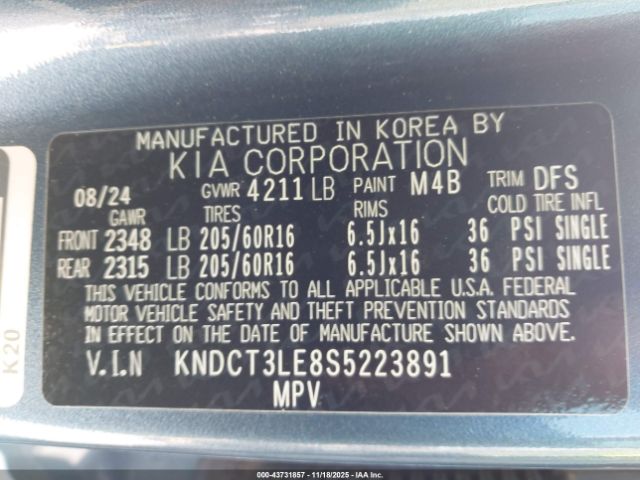 MANUFACTURED IN KOREA BY
KIA CORPORATION
08/24 GVWR 4211 LB PAINT M4B TRIM DFS
GAWR TIRES RIMS COLD TIRE INFL
FRONT 2348 LB 205/60R16 6.5Jx16 36 PSI SINGLE
REAR 2315 LB 205/60R16 6.5Jx16 36 PSI SINGLE
THIS VEHICLE CONFORMS TO ALL APPLICABLE U.S.A. FEDERAL
MOTOR VEHICLE SAFETY AND THEFT PREVENTION STANDARDS
IN EFFECT ON THE DATE OF MANUFACTURE SHOWN ABOVE.
V.I.N KNDCT3LE8S5223891
MPV
K20
000-43731857 11/18/2025 Copart